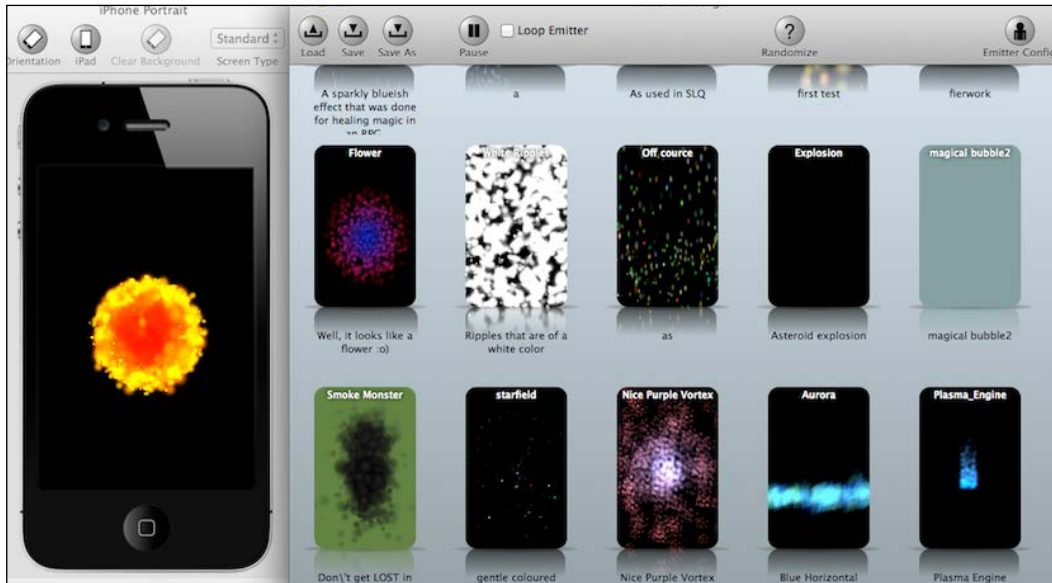 iPhone Portrait
Orientation
iPad
Clear Background
Standard
Screen Type
Load
Save
Save As
Pause
Loop Emitter
Randomize
Emitter Config
A sparkly blueish
effect that was done
for healing magic in
an RPG
a
As used in SLQ
first test
fierwork
Flower
White Ripples
Off cource
Explosion
magical bubble2
Well, it looks like a
flower :o)
Ripples that are of a
white color
as
Asteroid explosion
magical bubble2
Smoke Monster
starfield
Nice Purple Vortex
Aurora
Plasma_Engine
Don\'t get LOST in
gentle coloured
Nice Purple Vortex
Blue Horizontal
Plasma Engine